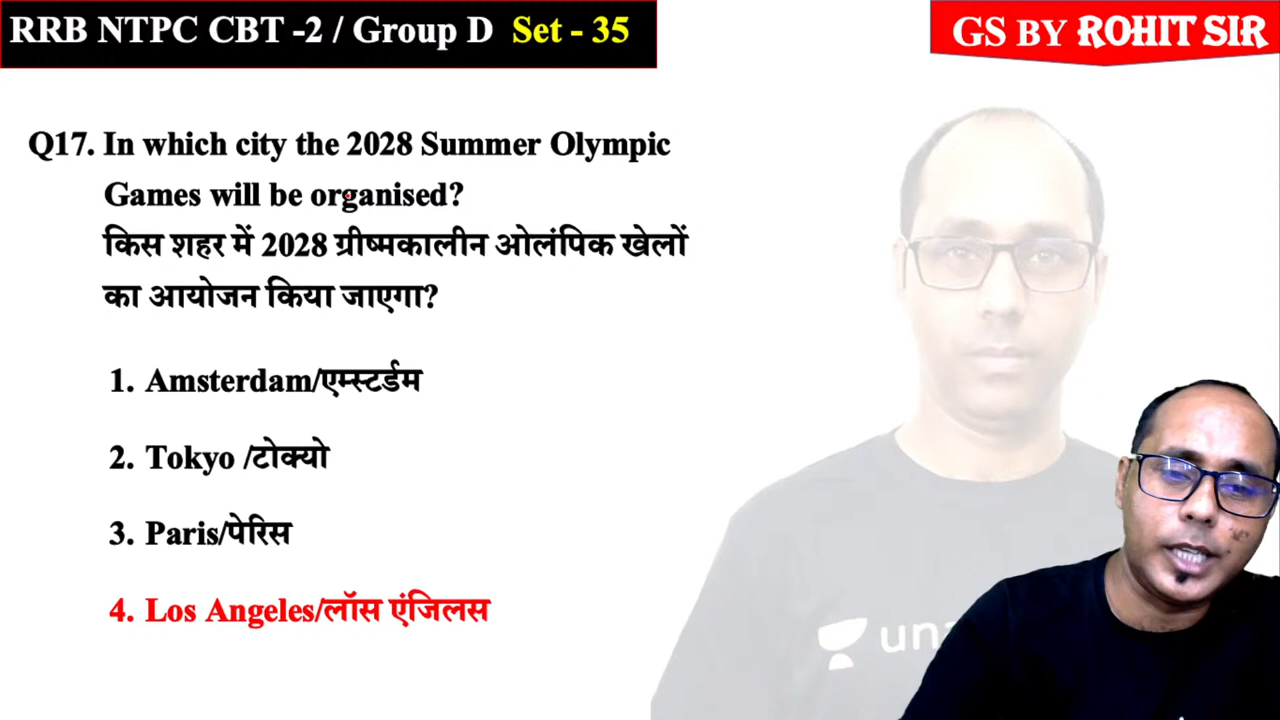 RRB NTPC CBT -2 / Group D Set - 35
GS BY ROHIT SIR
Q17. In which city the 2028 Summer Olympic
Games will be organised?
किस शहर में 2028 ग्रीष्मकालीन ओलंपिक खेलों
का आयोजन किया जाएगा?
1. Amsterdam/एम्स्टर्डम
2. Tokyo /टोक्यो
3. Paris/पेरिस
4. Los Angeles/लॉस एंजिलस